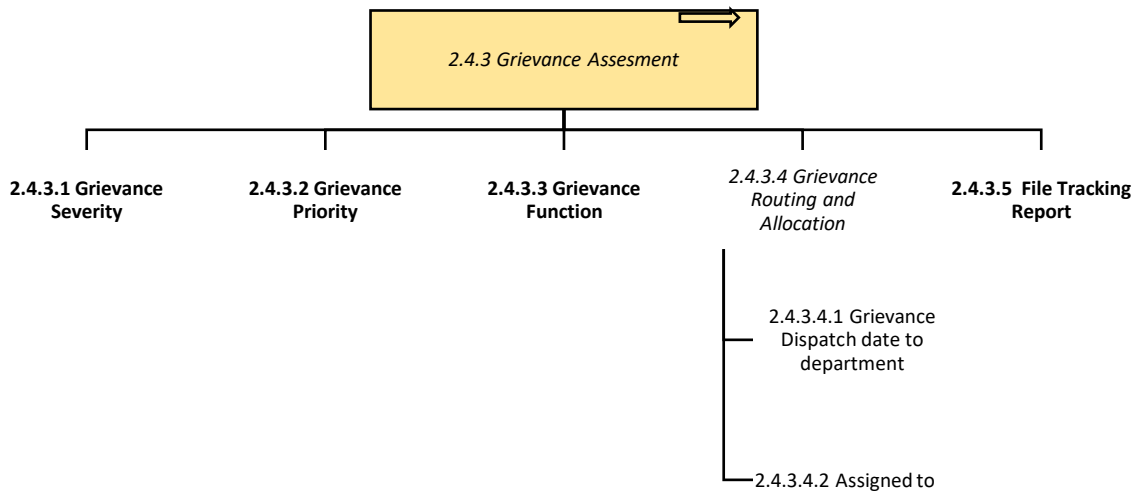 2.4.3 Grievance Assesment
2.4.3.1 Grievance
Severity
2.4.3.2 Grievance
Priority
2.4.3.3 Grievance
Function
2.4.3.4 Grievance
Routing and
Allocation
2.4.3.5 File Tracking
Report
2.4.3.4.1 Grievance
Dispatch date to
department
2.4.3.4.2 Assigned to